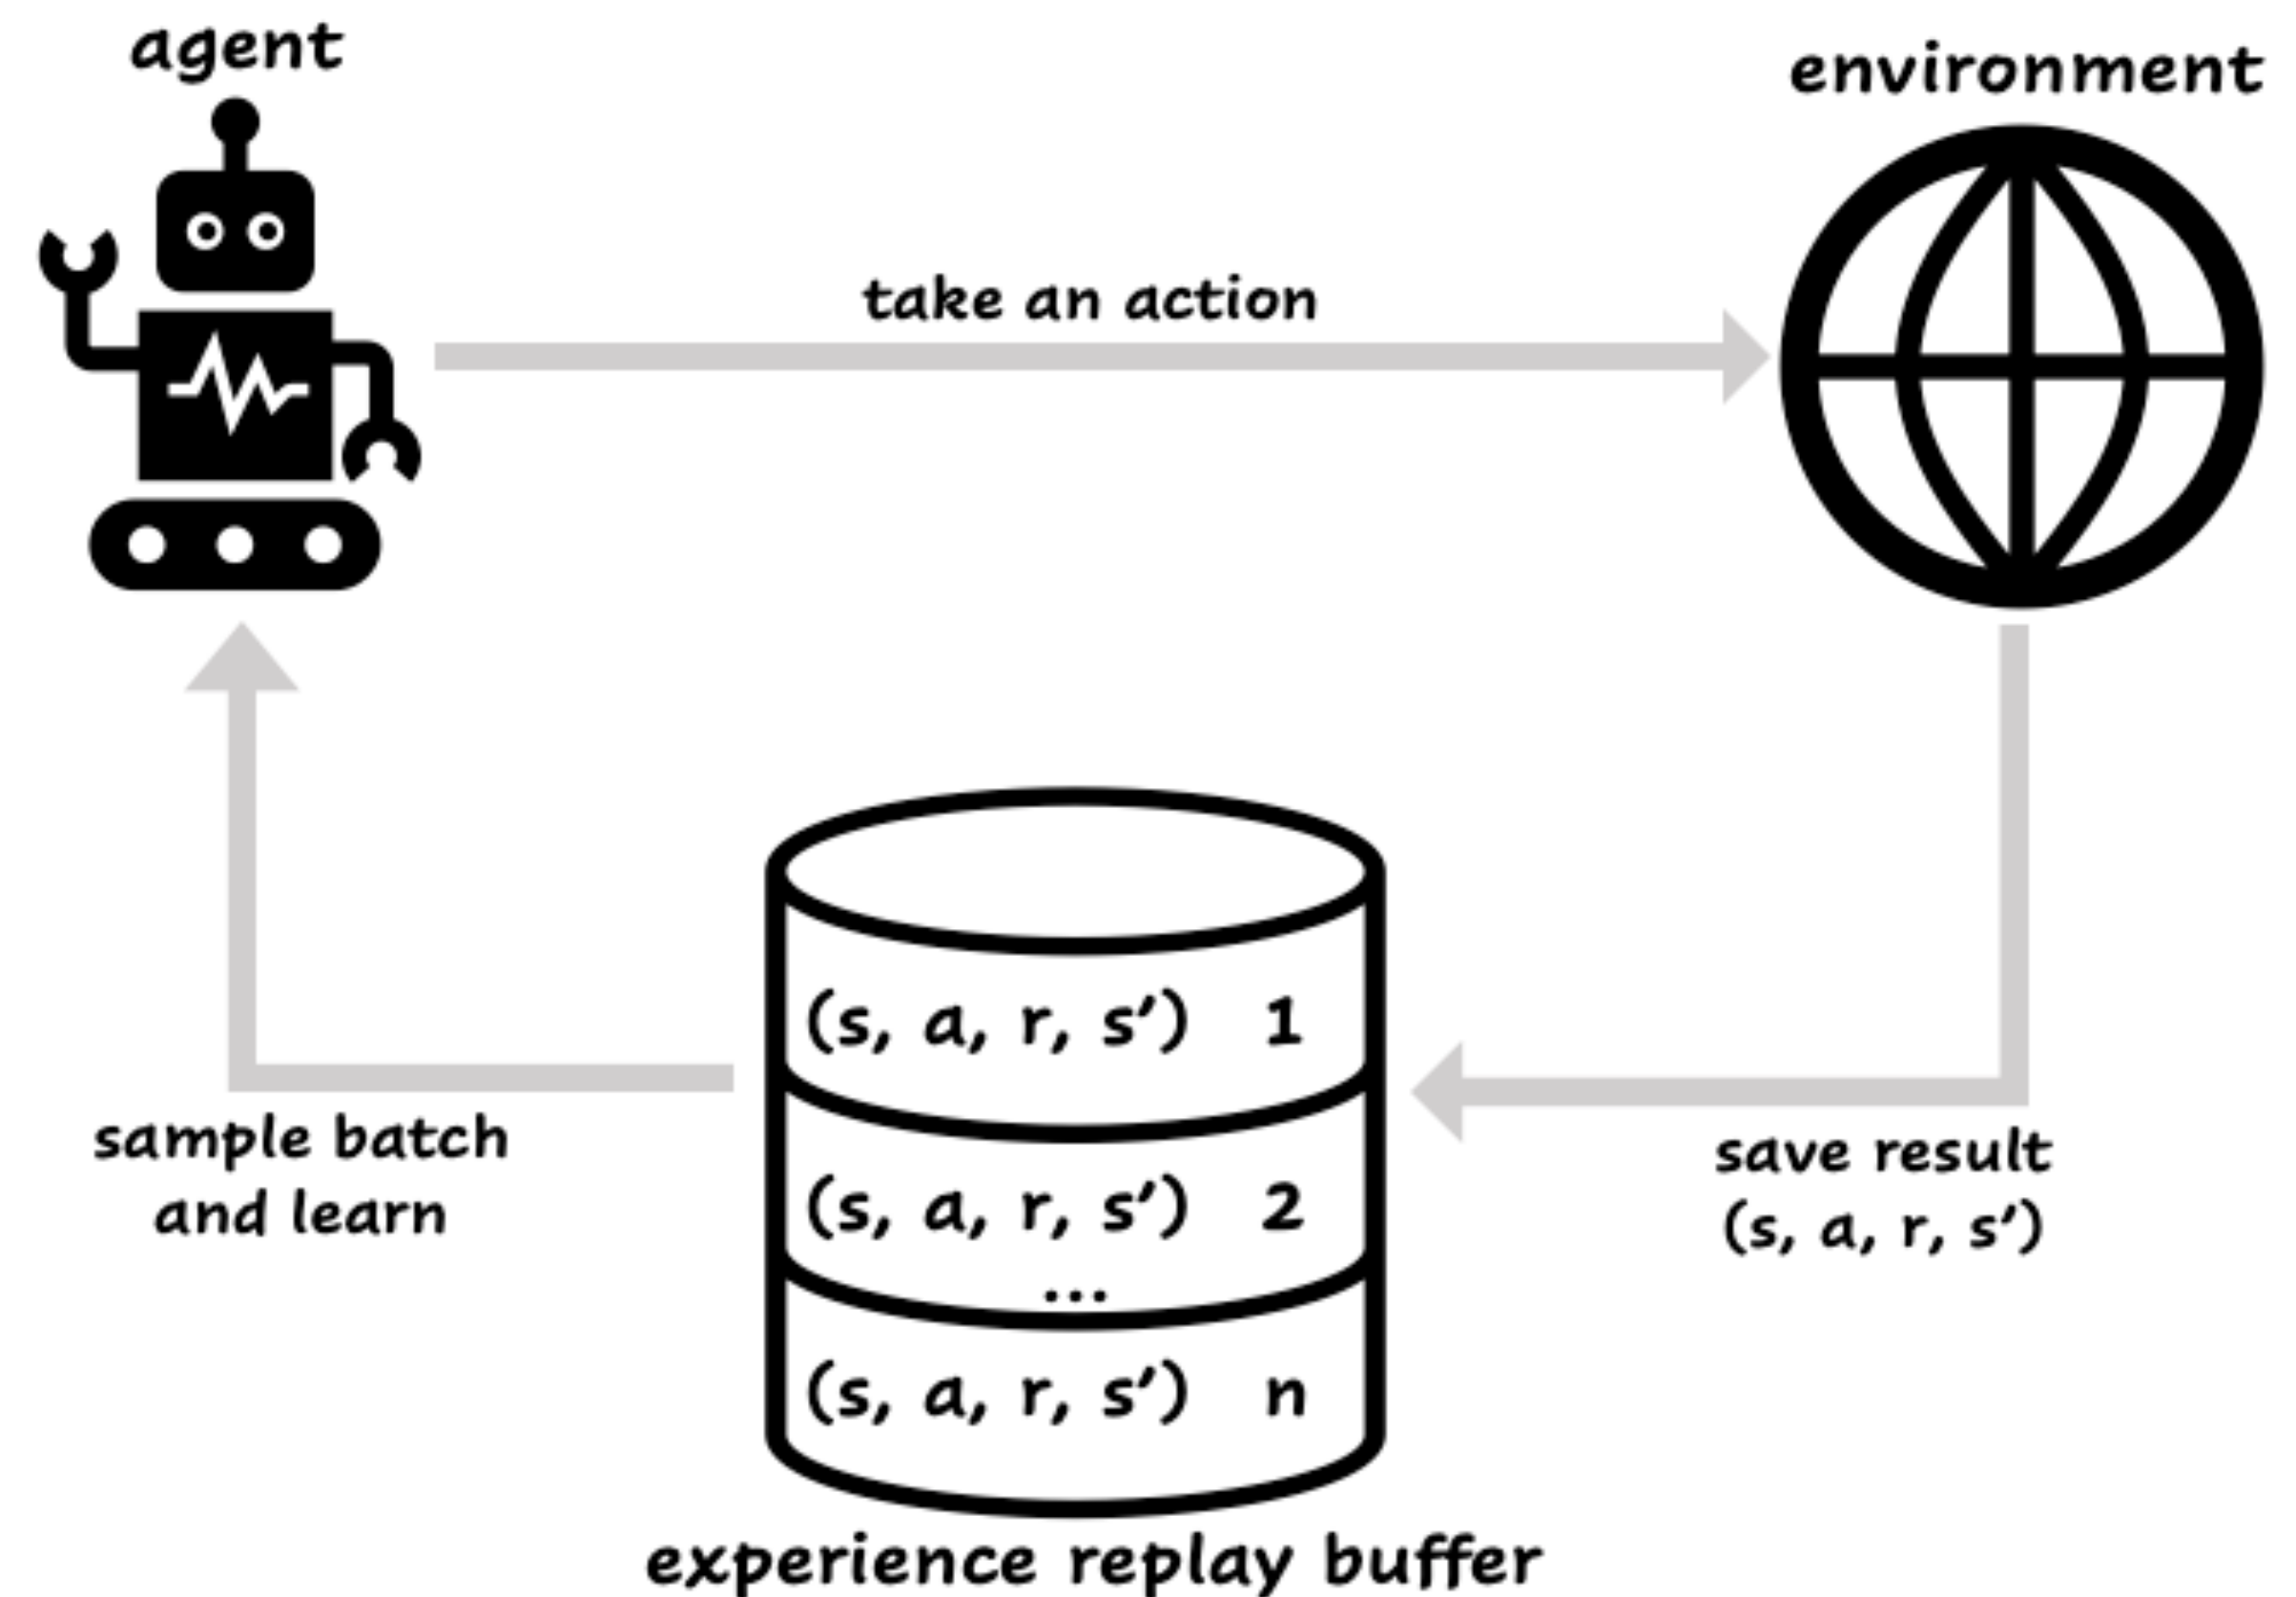 agent
environment
take an action
(s, a, r, s′) 1
(s, a, r, s′) 2
...
(s, a, r, s′) n
sample batch
and learn
save result
(s, a, r, s′)
experience replay buffer